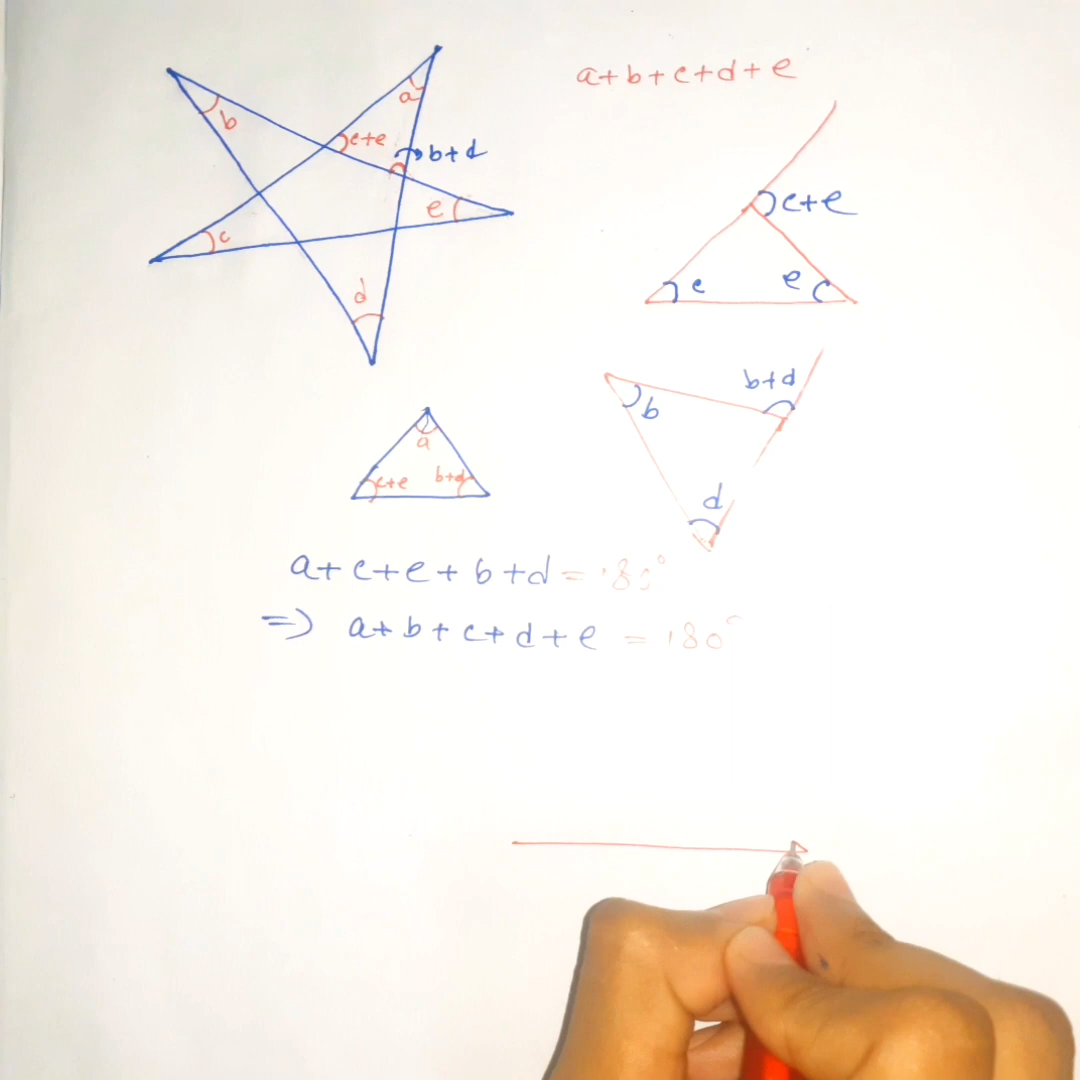 a+b+c+d+e
a
b
c+e
b+d
e
c
d
c+e
c
e
b+d
b
d
a
c+e
b+d
a+c+e+b+d=180°
=> a+b+c+d+e=180°